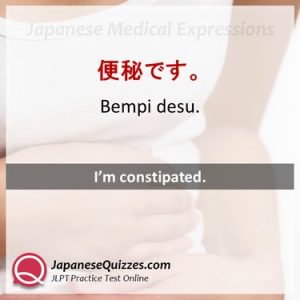 Japanese Medical Expressions
便秘です。
Bempi desu.
I'm constipated.
JapaneseQuizzes.com
JLPT Practice Test Online